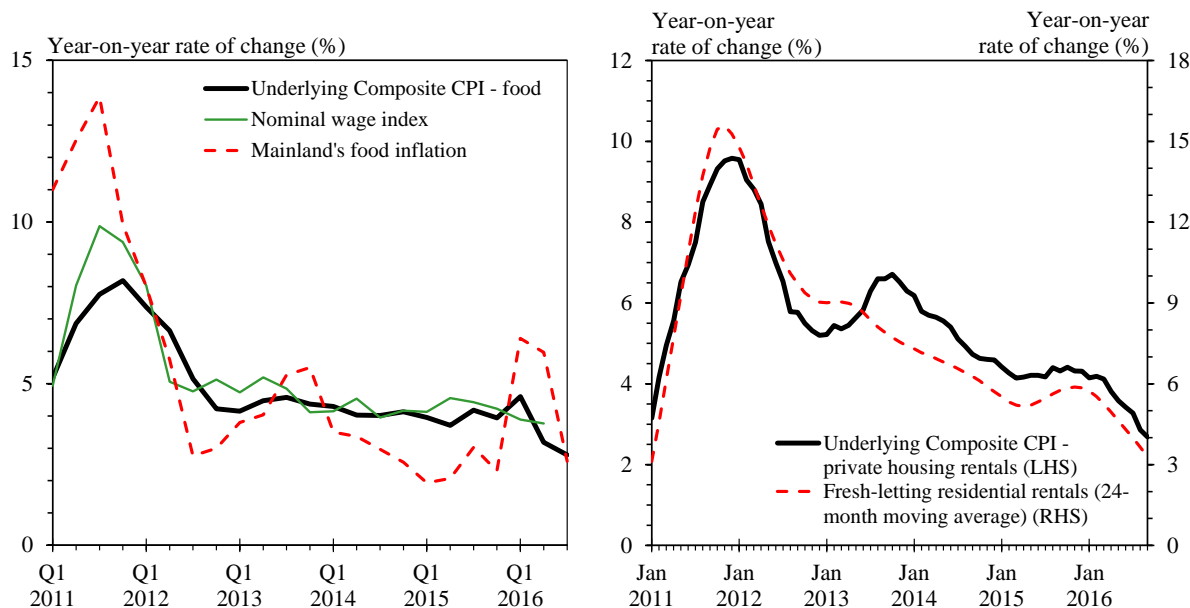 Year-on-year rate of change (%)
15
10
5
0
Underlying Composite CPI - food
Nominal wage index
Mainland's food inflation
Q1
2011
Q1
2012
Q1
2013
Q1
2014
Q1
2015
Q1
2016
Year-on-year
rate of change (%)
Year-on-year
rate of change (%)
12
10
8
6
4
2
0
18
15
12
9
6
3
0
Underlying Composite CPI -
private housing rentals (LHS)
Fresh-letting residential rentals (24-
month moving average) (RHS)
Jan
2011
Jan
2012
Jan
2013
Jan
2014
Jan
2015
Jan
2016